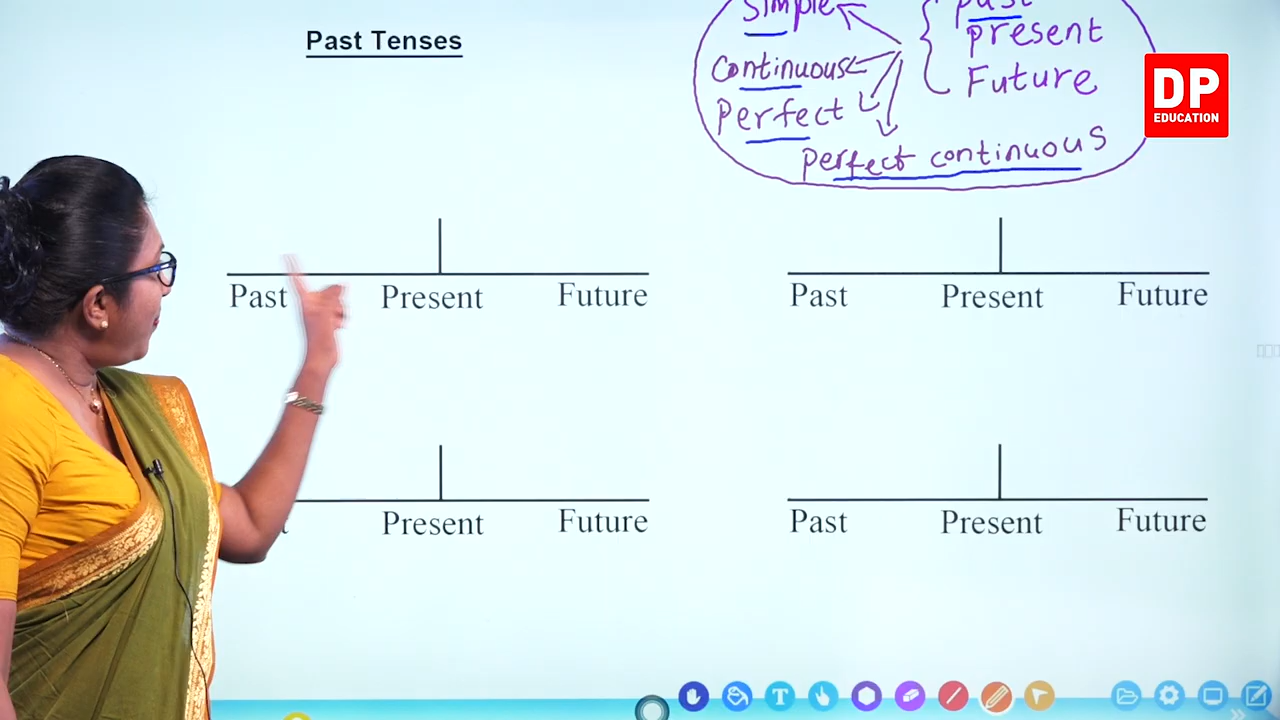 Past Tenses
Simple
past
present
Continuous
Future
Perfect
perfect continuous
DP
EDUCATION
Past Present Future
Past Present Future
Present Future
Past Present Future